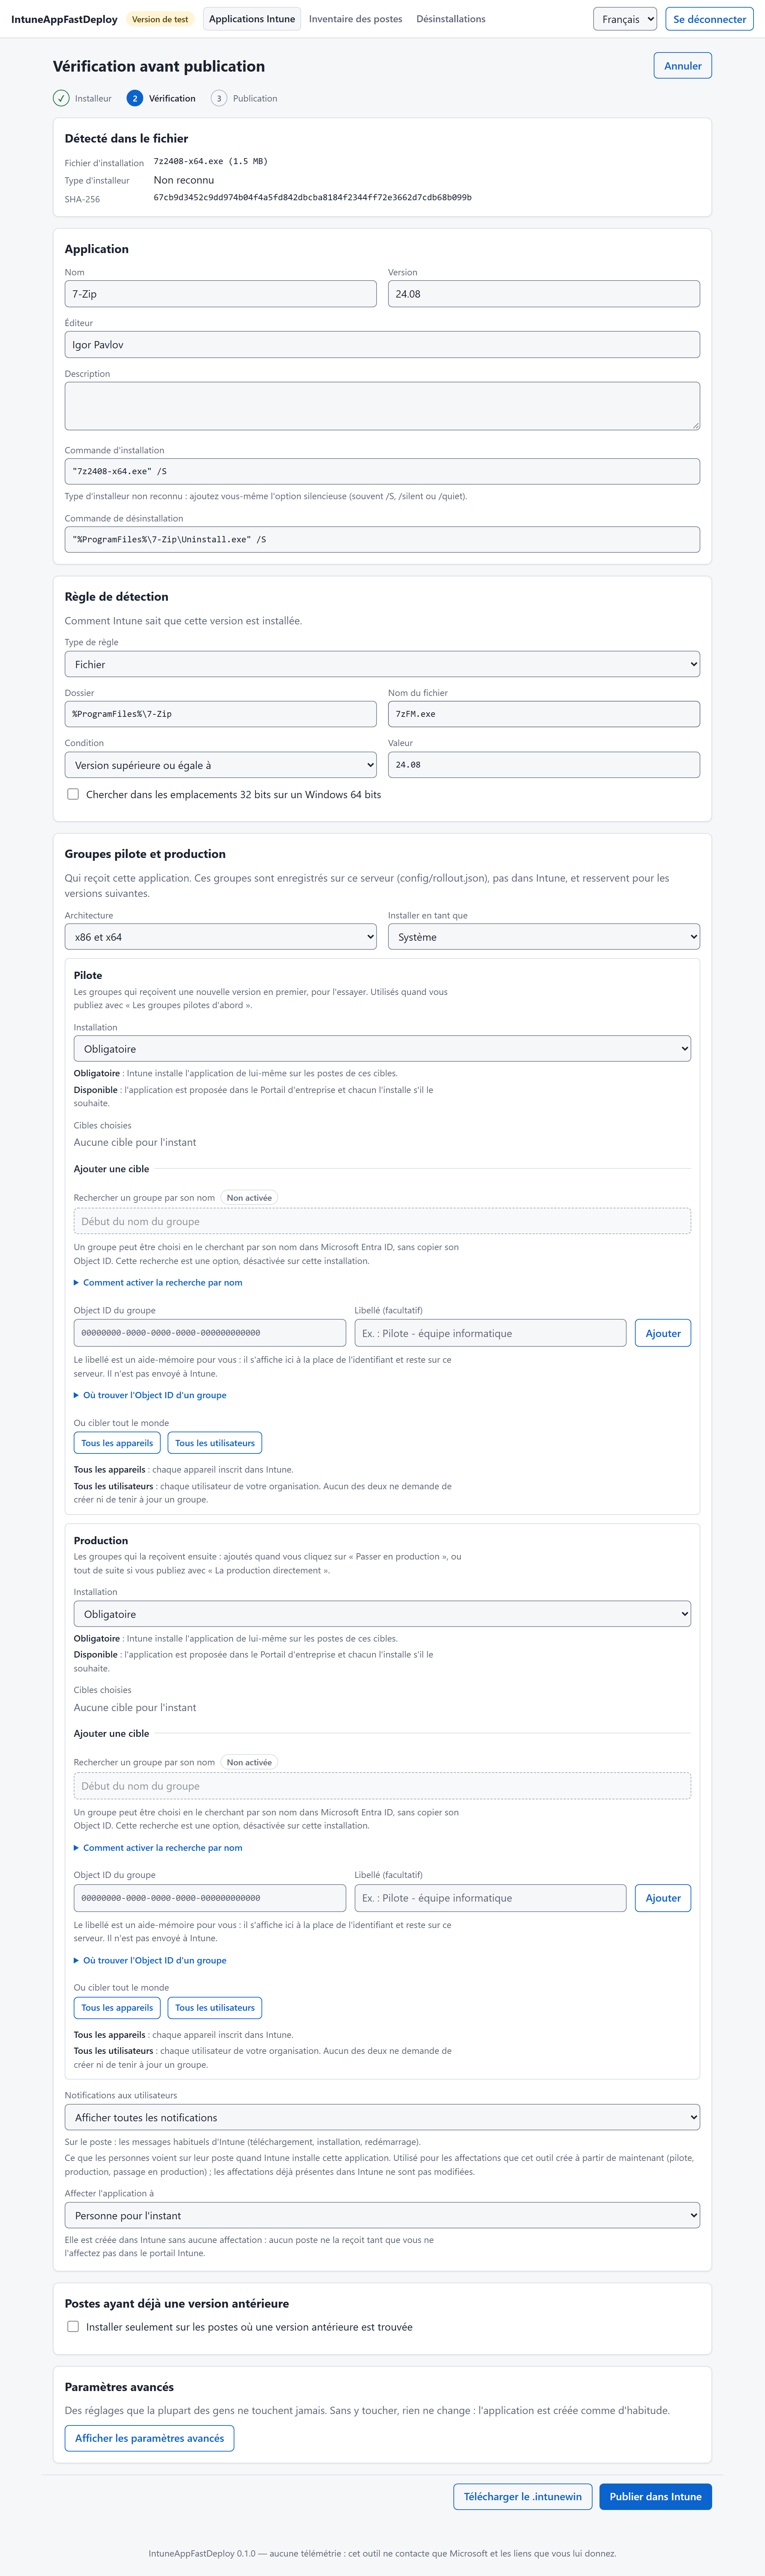 IntuneAppFastDeploy Version de test Applications Intune Inventaire des postes Désinstallations Français Se déconnecter
Vérification avant publication Annuler
✓ Installeur 2 Vérification 3 Publication
Détecté dans le fichier
Fichier d'installation 7z2408-x64.exe (1.5 MB)
Type d'installeur Non reconnu
SHA-256 67cb9d3452c9dd974b04f4a5fd842dbcba8184f2344ff72e3662d7cdb68b099b
Application
Nom Version
7-Zip 24.08
Éditeur
Igor Pavlov
Description
Commande d'installation
"7z2408-x64.exe" /S
Type d'installeur non reconnu : ajoutez vous-même l'option silencieuse (souvent /S, /silent ou /quiet).
Commande de désinstallation
"%ProgramFiles%\7-Zip\Uninstall.exe" /S
Règle de détection
Comment Intune sait que cette version est installée.
Type de règle
Fichier
Dossier Nom du fichier
%ProgramFiles%\7-Zip 7zFM.exe
Condition Valeur
Version supérieure ou égale à 24.08
Chercher dans les emplacements 32 bits sur un Windows 64 bits
Groupes pilote et production
Qui reçoit cette application. Ces groupes sont enregistrés sur ce serveur (config/rollout.json), pas dans Intune, et resservent pour les
versions suivantes.
Architecture Installer en tant que
x86 et x64 Système
Pilote
Les groupes qui reçoivent une nouvelle version en premier, pour l'essayer. Utilisés quand vous
publiez avec « Les groupes pilotes d'abord ».
Installation
Obligatoire
Obligatoire : Intune installe l'application de lui-même sur les postes de ces cibles.
Disponible : l'application est proposée dans le Portail d'entreprise et chacun l'installe s'il le
souhaite.
Cibles choisies
Aucune cible pour l'instant
Ajouter une cible
Rechercher un groupe par son nom Non activée
Début du nom du groupe
Un groupe peut être choisi en le cherchant par son nom dans Microsoft Entra ID, sans copier son
Object ID. Cette recherche est une option, désactivée sur cette installation.
Comment activer la recherche par nom
Object ID du groupe Libellé (facultatif)
00000000-0000-0000-0000-000000000000 Ex. : Pilote - équipe informatique Ajouter
Le libellé est un aide-mémoire pour vous : il s'affiche ici à la place de l'identifiant et reste sur ce
serveur. Il n'est pas envoyé à Intune.
Où trouver l'Object ID d'un groupe
Ou cibler tout le monde
Tous les appareils Tous les utilisateurs
Tous les appareils : chaque appareil inscrit dans Intune.
Tous les utilisateurs : chaque utilisateur de votre organisation. Aucun des deux ne demande de
créer ni de tenir à jour un groupe.
Production
Les groupes qui la reçoivent ensuite : ajoutés quand vous cliquez sur « Passer en production », ou
tout de suite si vous publiez avec « La production directement ».
Installation
Obligatoire
Obligatoire : Intune installe l'application de lui-même sur les postes de ces cibles.
Disponible : l'application est proposée dans le Portail d'entreprise et chacun l'installe s'il le
souhaite.
Cibles choisies
Aucune cible pour l'instant
Ajouter une cible
Rechercher un groupe par son nom Non activée
Début du nom du groupe
Un groupe peut être choisi en le cherchant par son nom dans Microsoft Entra ID, sans copier son
Object ID. Cette recherche est une option, désactivée sur cette installation.
Comment activer la recherche par nom
Object ID du groupe Libellé (facultatif)
00000000-0000-0000-0000-000000000000 Ex. : Pilote - équipe informatique Ajouter
Le libellé est un aide-mémoire pour vous : il s'affiche ici à la place de l'identifiant et reste sur ce
serveur. Il n'est pas envoyé à Intune.
Où trouver l'Object ID d'un groupe
Ou cibler tout le monde
Tous les appareils Tous les utilisateurs
Tous les appareils : chaque appareil inscrit dans Intune.
Tous les utilisateurs : chaque utilisateur de votre organisation. Aucun des deux ne demande de
créer ni de tenir à jour un groupe.
Notifications aux utilisateurs
Afficher toutes les notifications
Sur le poste : les messages habituels d'Intune (téléchargement, installation, redémarrage).
Ce que les personnes voient sur leur poste quand Intune installe cette application. Utilisé pour les affectations que cet outil crée à partir de maintenant (pilote,
production, passage en production) ; les affectations déjà présentes dans Intune ne sont pas modifiées.
Affecter l'application à
Personne pour l'instant
Elle est créée dans Intune sans aucune affectation : aucun poste ne la reçoit tant que vous ne
l'affectez pas dans le portail Intune.
Postes ayant déjà une version antérieure
Installer seulement sur les postes où une version antérieure est trouvée
Paramètres avancés
Des réglages que la plupart des gens ne touchent jamais. Sans y toucher, rien ne change : l'application est créée comme d'habitude.
Afficher les paramètres avancés
Télécharger le .intunewin Publier dans Intune
IntuneAppFastDeploy 0.1.0 — aucune télémétrie : cet outil ne contacte que Microsoft et les liens que vous lui donnez.